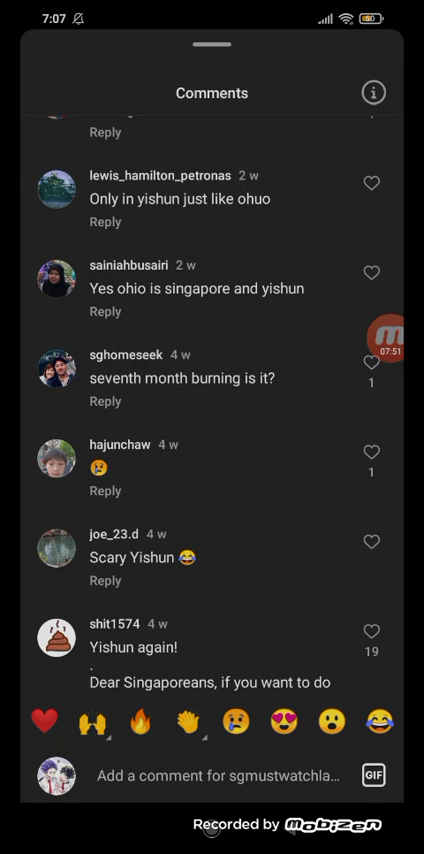 7:07
60
Comments
Reply
lewis_hamilton_petronas 2 w
Only in yishun just like ohuo
Reply
sainiahbusairi 2 w
Yes ohio is singapore and yishun
Reply
07:51
sghomeseek 4 w
seventh month burning is it?
1
Reply
hajunchaw 4 w
😢
1
Reply
joe_23.d 4 w
Scary Yishun 😂
Reply
shit1574 4 w
Yishun again!
19
.
Dear Singaporeans, if you want to do
❤️ 🙌 🔥 👏 😢 😍 😮 😂
Add a comment for sgmustwatchla...
GIF
Recorded by mobizen